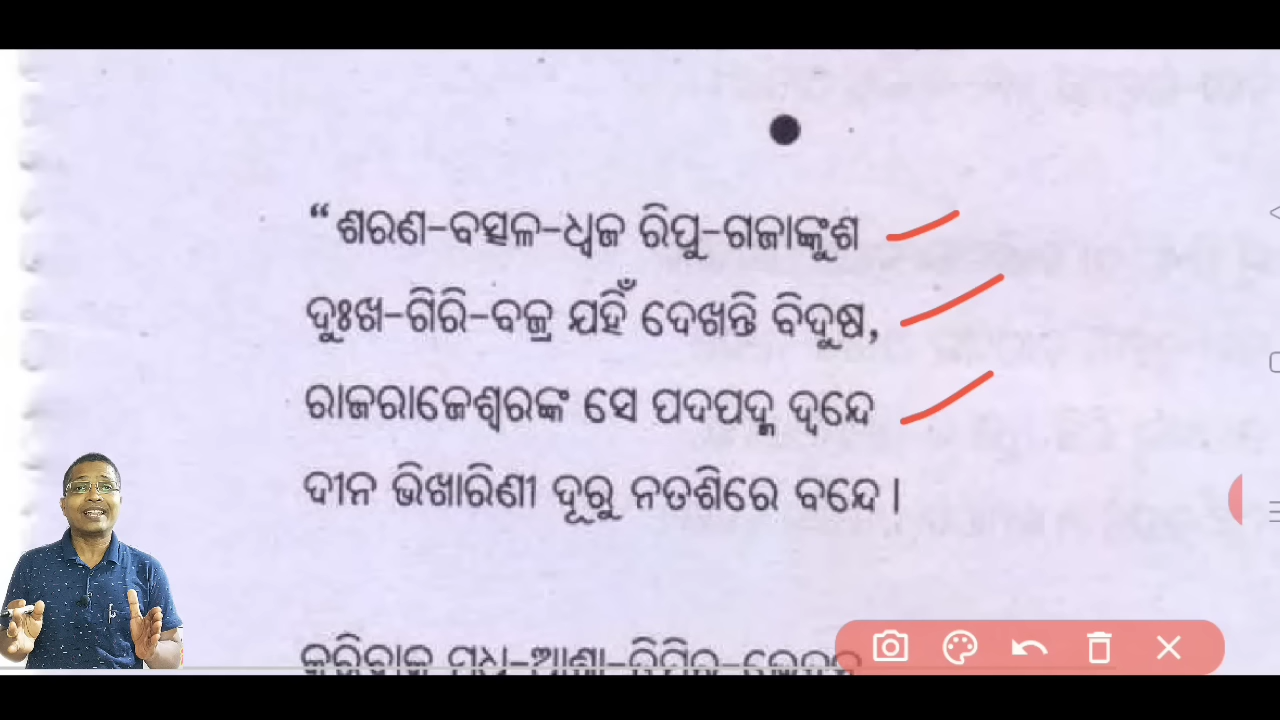 “ଶରଣ-ବତ୍ସଳ-ଧ୍ୱଜ ରିପୁ-ଗଜାଙ୍କୁଶ
ଦୁଃଖ-ଗିରି-ବଜ୍ର ଯହିଁ ଦେଖନ୍ତି ବିଦୁଷ,
ରାଜରାଜେଶ୍ୱରଙ୍କ ସେ ପଦପଦ୍ମ ଦ୍ୱନ୍ଦେ
ଦୀନ ଭିଖାରିଣୀ ଦୂରୁ ନତଶିରେ ବନ୍ଦେ।